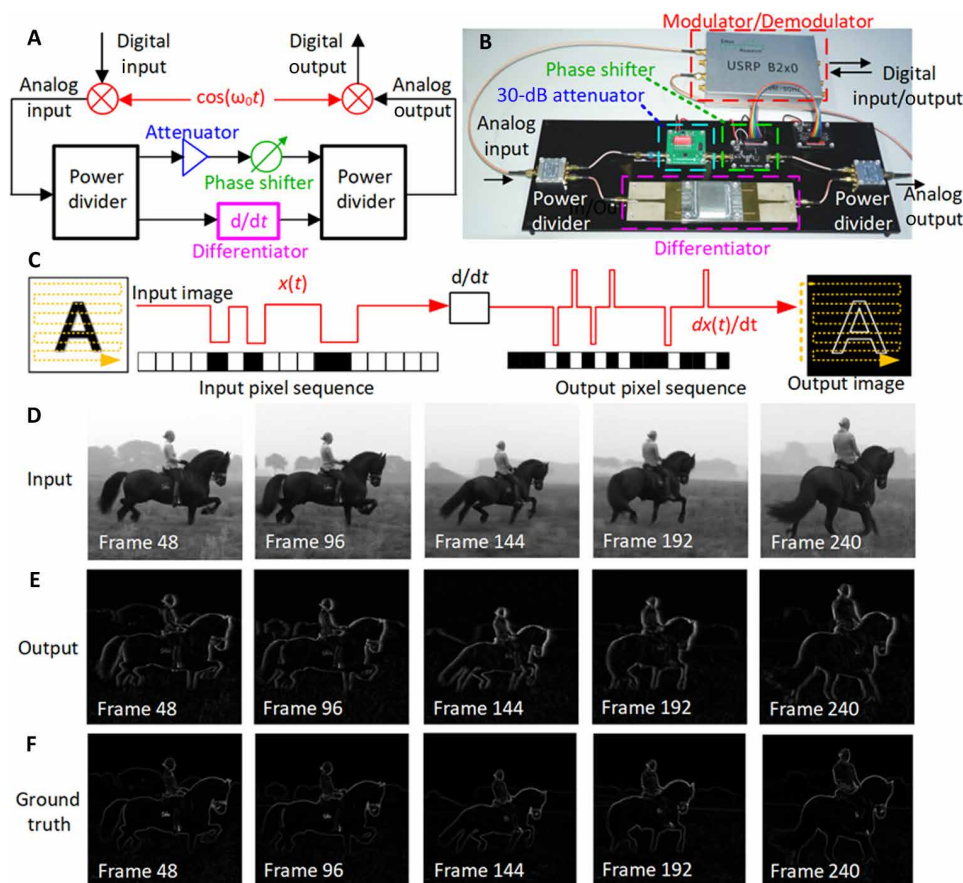 A
Digital
input
Digital
output
Analog
input
cos(ω₀t)
Analog
output
Attenuator
Power
divider
Phase shifter
Power
divider
d/dt
Differentiator
B
Modulator/Demodulator
Phase shifter
30-dB attenuator
USRP B2x0
Digital
input/output
Analog
input
Power
divider
Power
divider
Analog
output
Differentiator
C
Input image
x(t)
d/dt
dx(t)/dt
Input pixel sequence
Output pixel sequence
Output image
A
A
D
Input
Frame 48
Frame 96
Frame 144
Frame 192
Frame 240
E
Output
Frame 48
Frame 96
Frame 144
Frame 192
Frame 240
F
Ground
truth
Frame 48
Frame 96
Frame 144
Frame 192
Frame 240